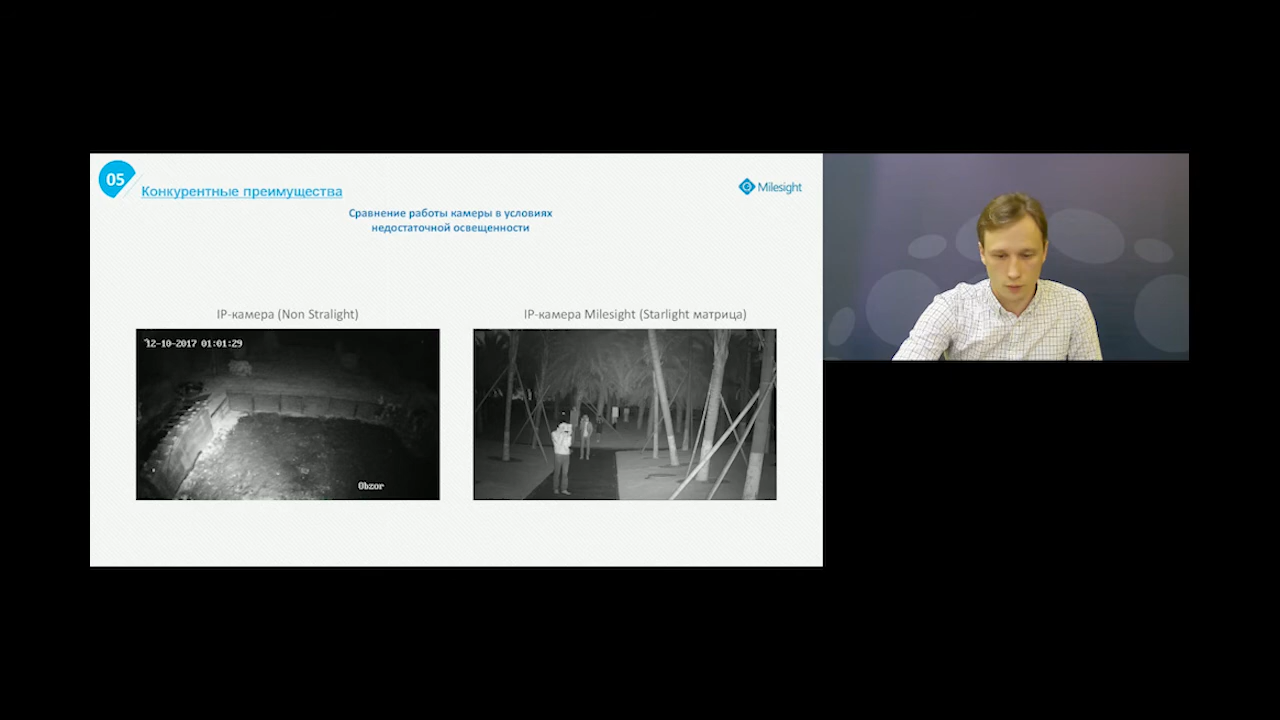 05
Конкурентные преимущества
Milesight
Сравнение работы камеры в условиях
недостаточной освещенности
IP-камера (Non Stralight)
IP-камера Milesight (Starlight матрица)
12-10-2017 01:01:29
Obzor